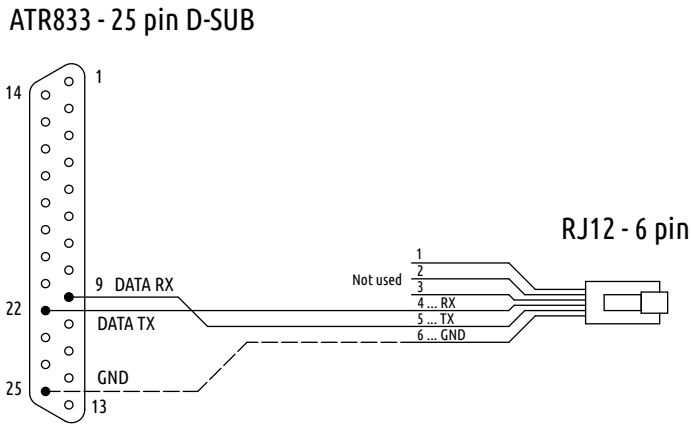 ATR833 - 25 pin D-SUB
1
14
RJ12 - 6 pin
1
2
Not used
3
9 DATA RX
4 ... RX
22
DATA TX
5 ... TX
6 ... GND
GND
25
13